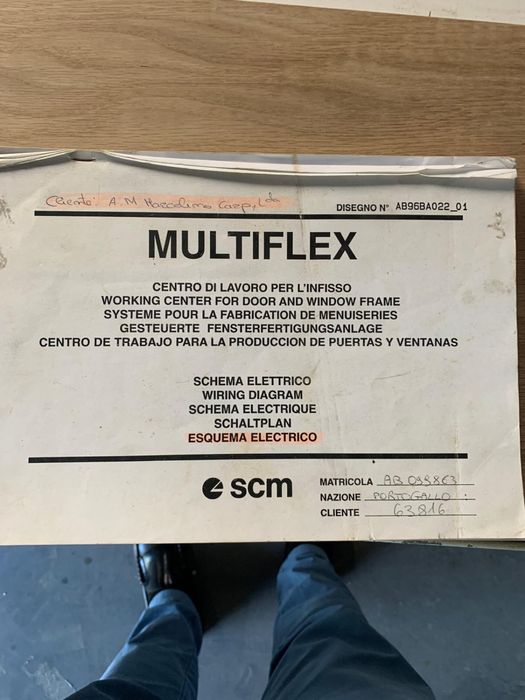 Cliente: A.M
DISEGNO N° AB96BA022_01
MULTIFLEX
CENTRO DI LAVORO PER L'INFISSO
WORKING CENTER FOR DOOR AND WINDOW FRAME
SYSTEME POUR LA FABRICATION DE MENUISERIES
GESTEUERTE FENSTERFERTIGUNGSANLAGE
CENTRO DE TRABAJO PARA LA PRODUCCION DE PUERTAS Y VENTANAS
SCHEMA ELETTRICO
WIRING DIAGRAM
SCHEMA ELECTRIQUE
SCHALTPLAN
ESQUEMA ELECTRICO
scm
MATRICOLA
NAZIONE PORTOGALLO
CLIENTE 63816